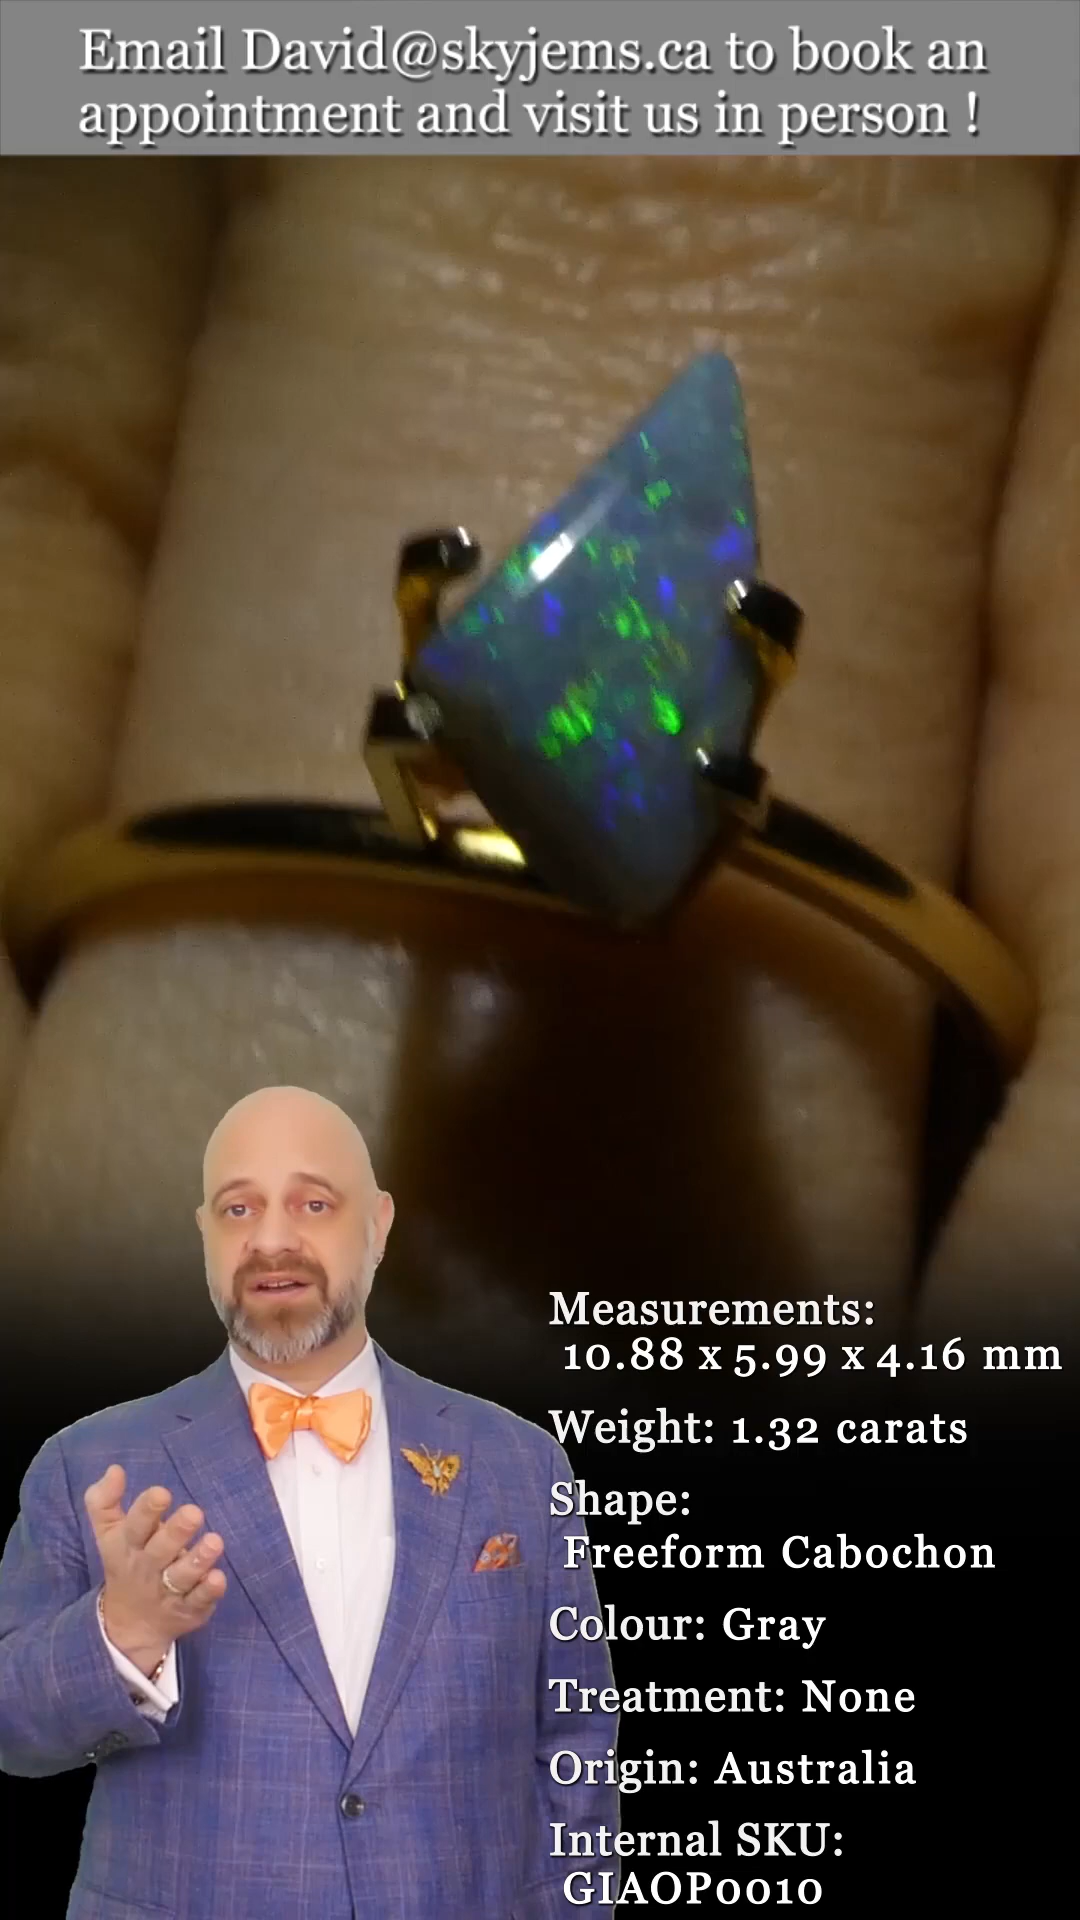 Email David@skyjems.ca to book an
appointment and visit us in person !
Measurements:
10.88 x 5.99 x 4.16 mm
Weight: 1.32 carats
Shape:
Freeform Cabochon
Colour: Gray
Treatment: None
Origin: Australia
Internal SKU:
GIAOP0010